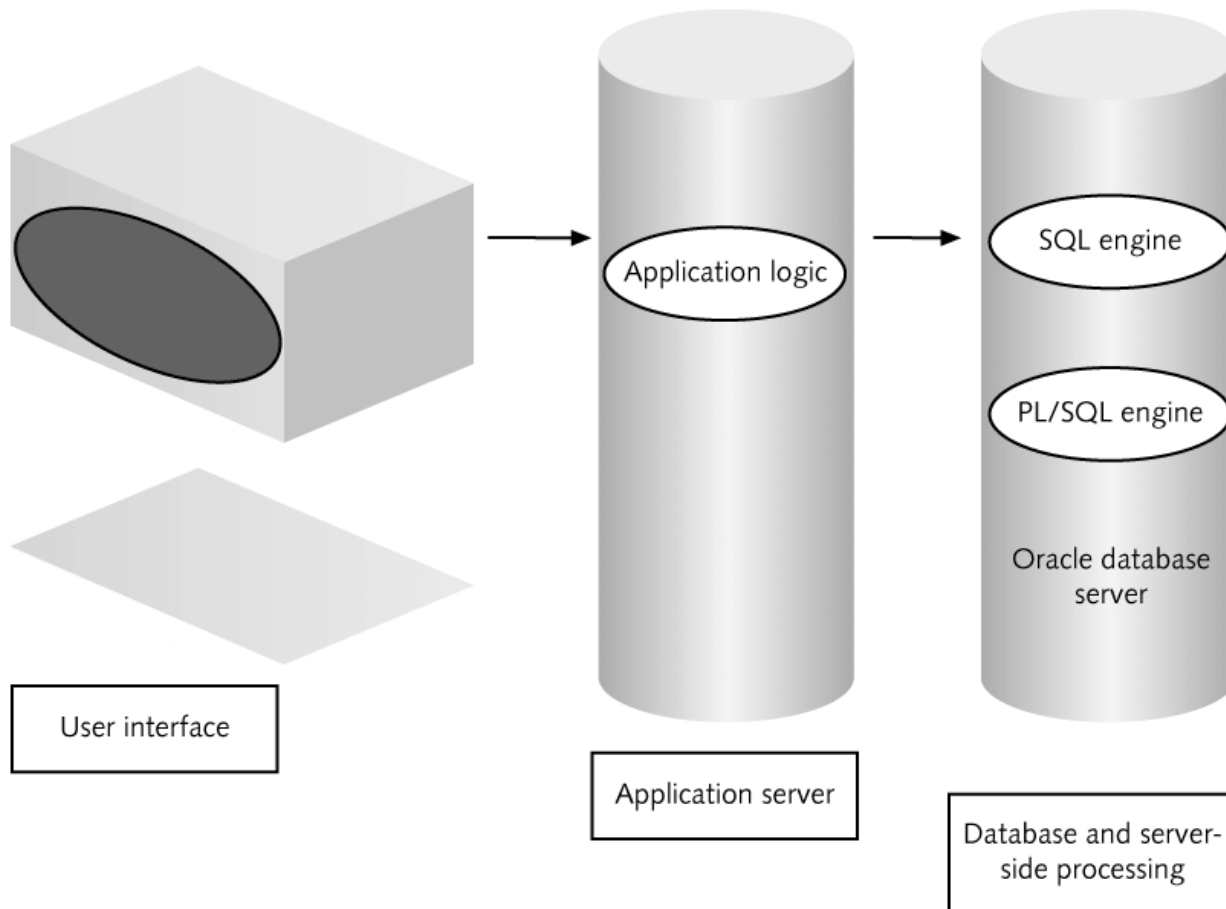 Application logic
SQL engine
PL/SQL engine
Oracle database
server
User interface
Application server
Database and server-
side processing